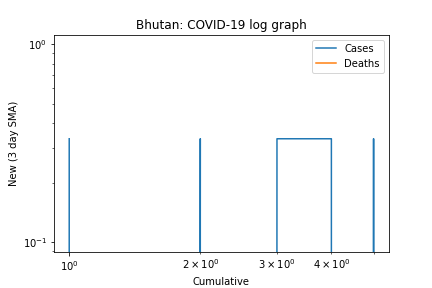 Bhutan: COVID-19 log graph
10⁰
Cases
Deaths
New (3 day SMA)
10⁻¹
10⁰
2 × 10⁰
3 × 10⁰
4 × 10⁰
Cumulative